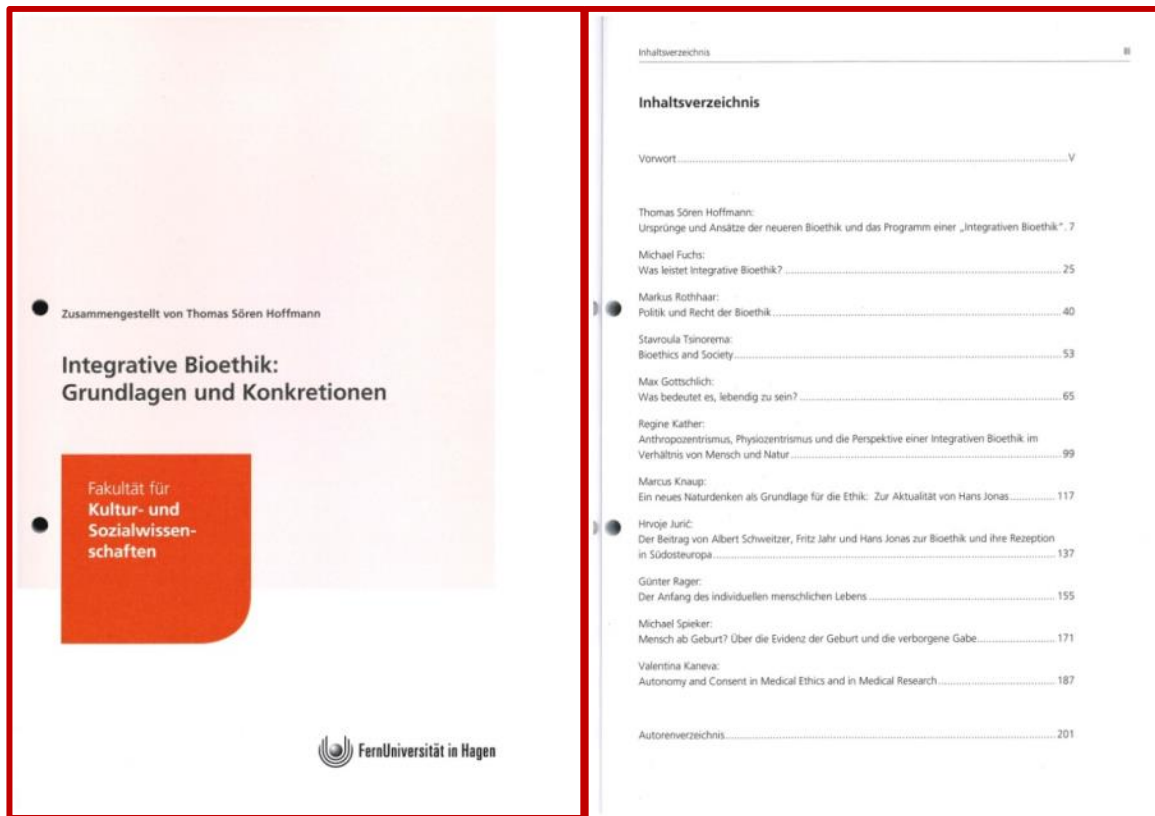 Zusammengestellt von Thomas Sören Hoffmann
Integrative Bioethik:
Grundlagen und Konkretionen
Fakultät für
Kultur- und
Sozialwissen-
schaften
FernUniversität in Hagen
Inhaltsverzeichnis III
Inhaltsverzeichnis
Vorwort ........ V
Thomas Sören Hoffmann:
Ursprünge und Ansätze der neueren Bioethik und das Programm einer „Integrativen Bioethik“. 7
Michael Fuchs:
Was leistet Integrative Bioethik? ........ 25
Markus Rothhaar:
Politik und Recht der Bioethik ........ 40
Stavroula Tsinorema:
Bioethics and Society ........ 53
Max Gottschlich:
Was bedeutet es, lebendig zu sein? ........ 65
Regine Kather:
Anthropozentrismus, Physiozentrismus und die Perspektive einer Integrativen Bioethik im
Verhältnis von Mensch und Natur ........ 99
Marcus Knaup:
Ein neues Naturdenken als Grundlage für die Ethik: Zur Aktualität von Hans Jonas ........ 117
Hrvoje Jurić:
Der Beitrag von Albert Schweitzer, Fritz Jahr und Hans Jonas zur Bioethik und ihre Rezeption
in Südosteuropa ........ 137
Günter Rager:
Der Anfang des individuellen menschlichen Lebens ........ 155
Michael Spieker:
Mensch ab Geburt? Über die Evidenz der Geburt und die verborgene Gabe ........ 171
Valentina Kaneva:
Autonomy and Consent in Medical Ethics and in Medical Research ........ 187
Autorenverzeichnis ........ 201